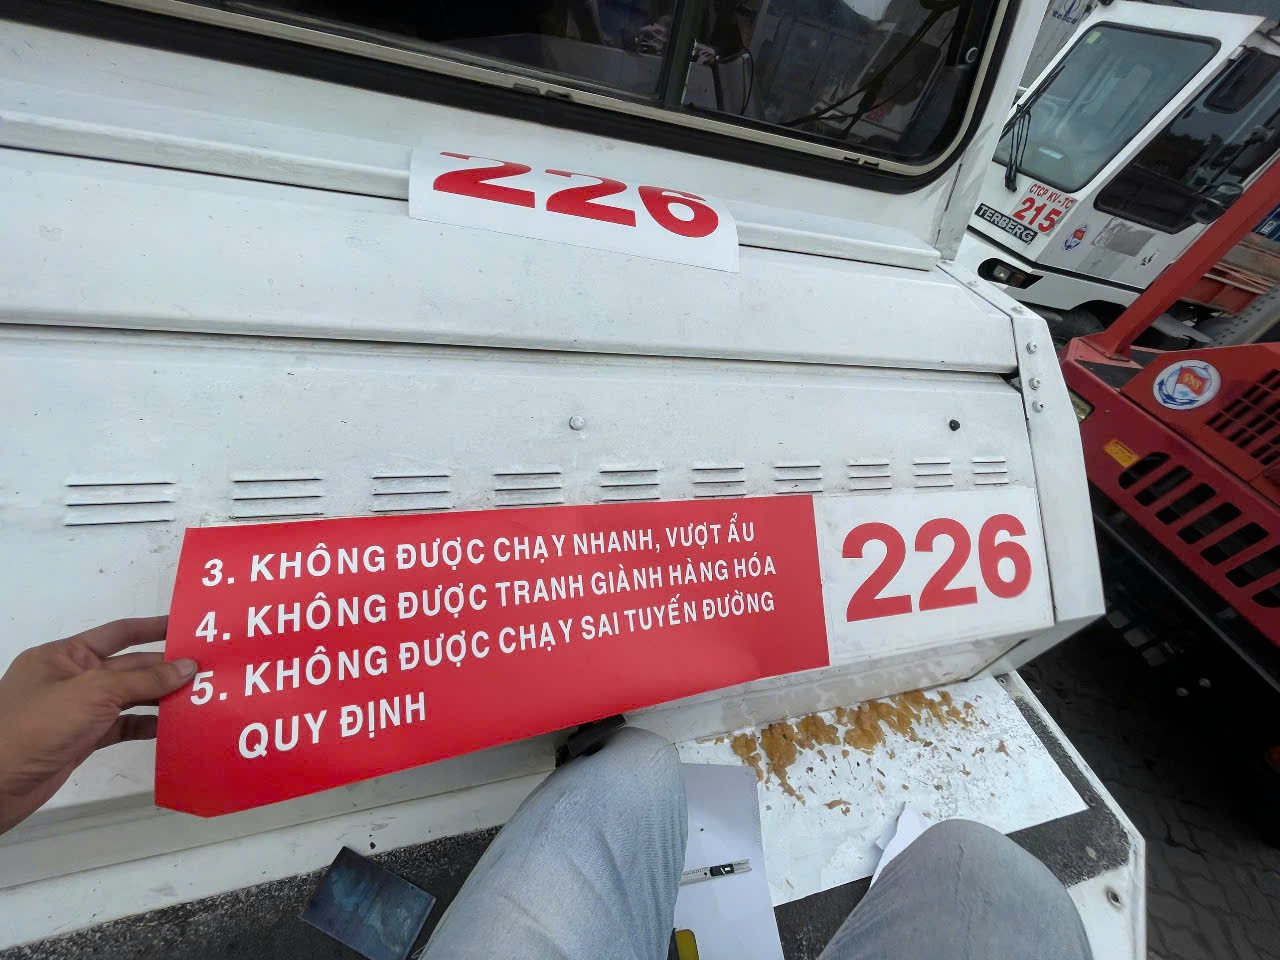 226
CTCP KV-TC
215
TERBERG
3. KHÔNG ĐƯỢC CHẠY NHANH, VƯỢT ẨU
4. KHÔNG ĐƯỢC TRANH GIÀNH HÀNG HÓA
5. KHÔNG ĐƯỢC CHẠY SAI TUYẾN ĐƯỜNG
QUY ĐỊNH
226